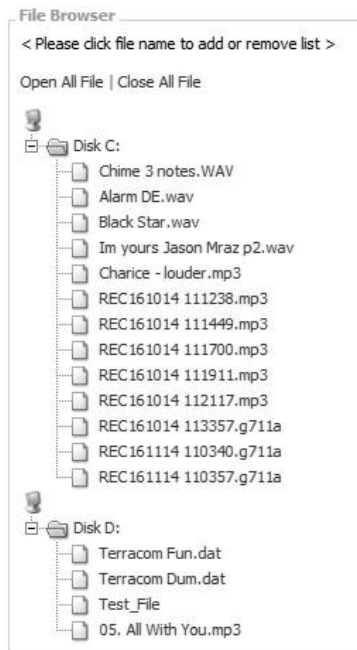 File Browser
< Please click file name to add or remove list >
Open All File | Close All File
Disk C:
Chime 3 notes.WAV
Alarm DE.wav
Black Star.wav
Im yours Jason Mraz p2.wav
Charice - louder.mp3
REC161014 111238.mp3
REC161014 111449.mp3
REC161014 111700.mp3
REC161014 111911.mp3
REC161014 112117.mp3
REC161014 113357.g711a
REC161114 110340.g711a
REC161114 110357.g711a
Disk D:
Terracom Fun.dat
Terracom Dum.dat
Test_File
05. All With You.mp3